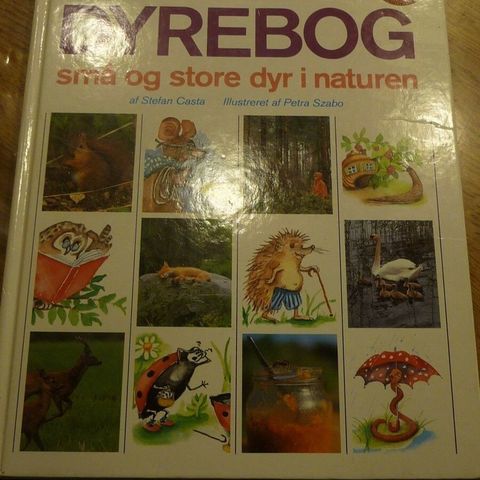 DYREBOG
små og store dyr i naturen
af Stefan Casta Illustreret af Petra Szabo